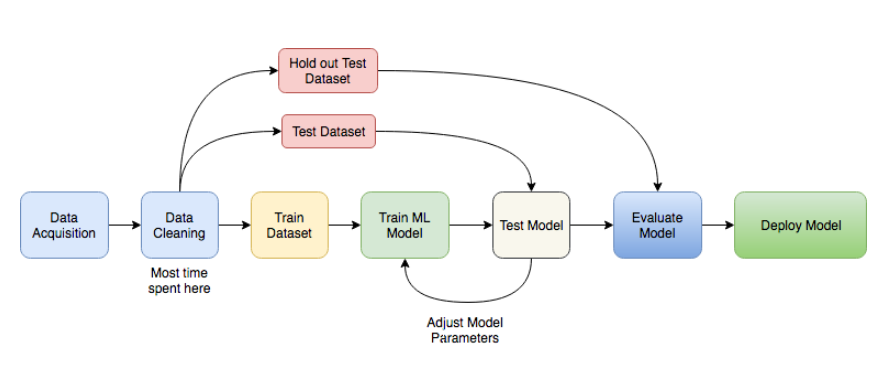 Hold out Test
Dataset
Test Dataset
Data
Acquisition
Data
Cleaning
Train
Dataset
Train ML
Model
Test Model
Evaluate
Model
Deploy Model
Most time
spent here
Adjust Model
Parameters